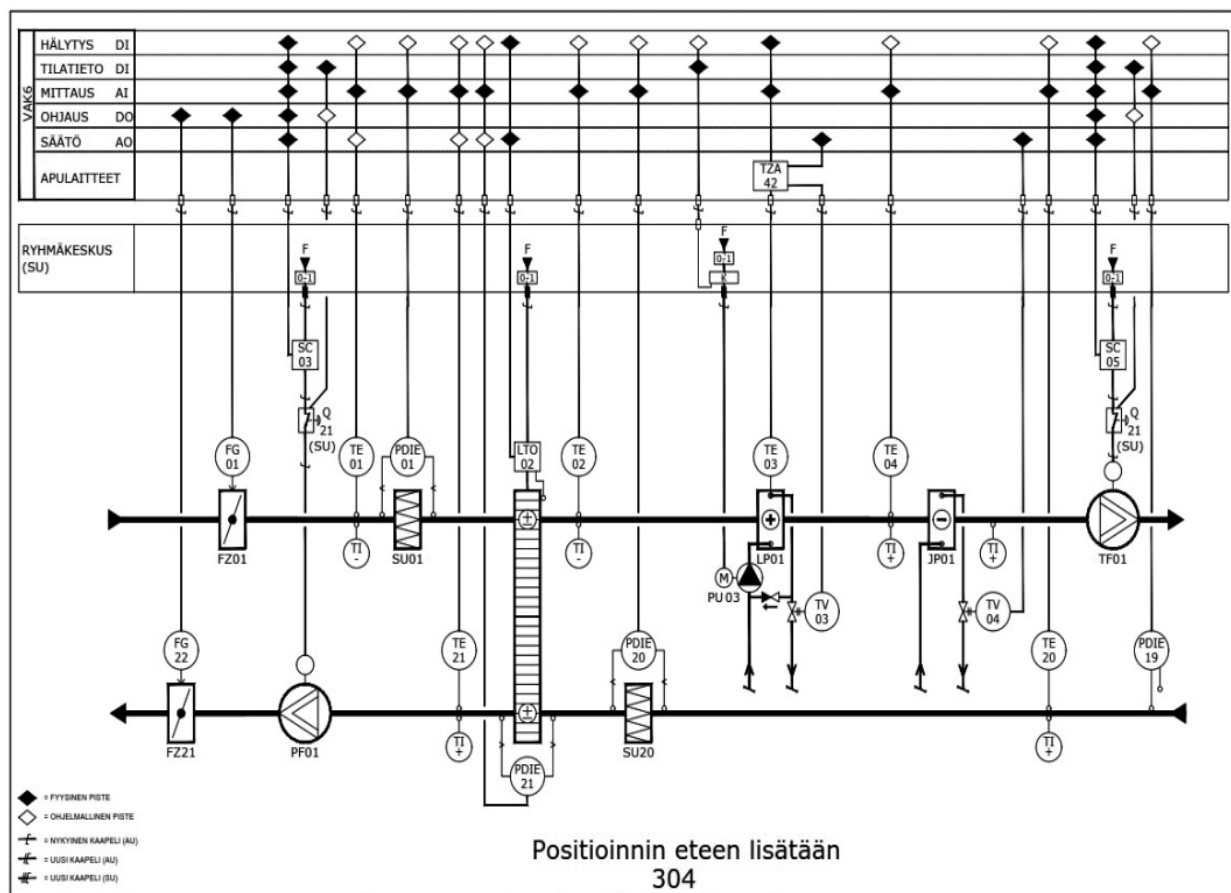 VAK6
HÄLYTYS DI
TILATIETO DI
MITTAUS AI
OHJAUS DO
SÄÄTÖ AO
APULAITTEET
TZA
42
RYHMÄKESKUS
(SU)
F
0-1
F
0-1
F
0-1
K
F
0-1
SC
03
SC
05
Q
21
(SU)
Q
21
(SU)
FG
01
TE
01
PDIE
01
LTO
02
TE
02
TE
03
TE
04
FZ01
TI
-
SU01
±
TI
-
+
LP01
TI
+
-
JP01
TI
+
TF01
M
PU 03
TV
03
TV
04
FG
22
TE
21
PDIE
20
TE
20
PDIE
19
FZ21
PF01
TI
+
±
PDIE
21
SU20
TI
+
= FYYSINEN PISTE
= OHJELMALLINEN PISTE
= NYKYINEN KAAPELI (AU)
= UUSI KAAPELI (AU)
= UUSI KAAPELI (SU)
Positioinnin eteen lisätään
304